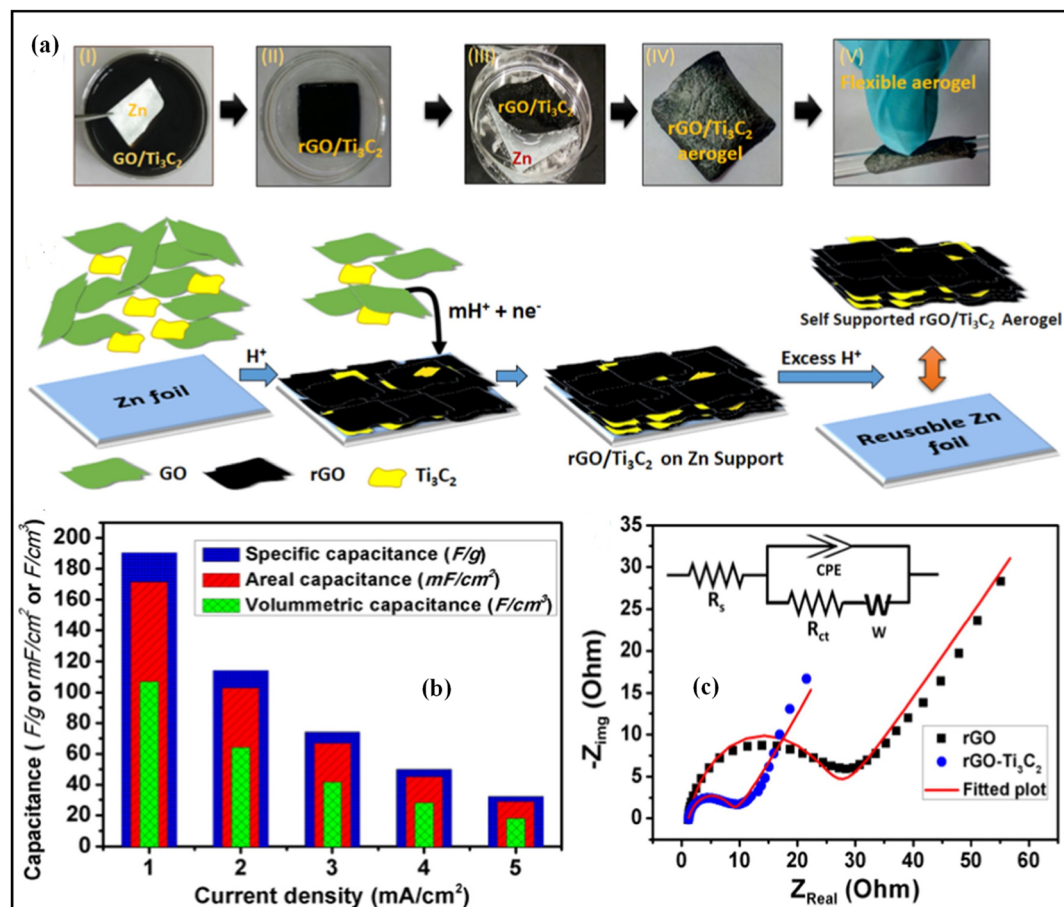 (a)
(I)
Zn
GO/Ti₃C₂
(II)
rGO/Ti₃C₂
(III)
rGO/Ti₃C₂
Zn
(IV)
rGO/Ti₃C₂
aerogel
(V)
Flexible aerogel
mH⁺ + ne⁻
Self Supported rGO/Ti₃C₂ Aerogel
H⁺
Excess H⁺
Zn foil
Reusable Zn
foil
rGO/Ti₃C₂ on Zn Support
GO
rGO
Ti₃C₂
Capacitance ( F/g or mF/cm² or F/cm³)
200
180
160
140
120
100
80
60
40
20
0
Specific capacitance (F/g)
Areal capacitance (mF/cm²)
Volummetric capacitance (F/cm³)
(b)
1 2 3 4 5
Current density (mA/cm²)
-Zimg (Ohm)
35
30
25
20
15
10
5
0
CPE
Rs
Rct
W
(c)
rGO
rGO-Ti₃C₂
Fitted plot
0 10 20 30 40 50 60
ZReal (Ohm)